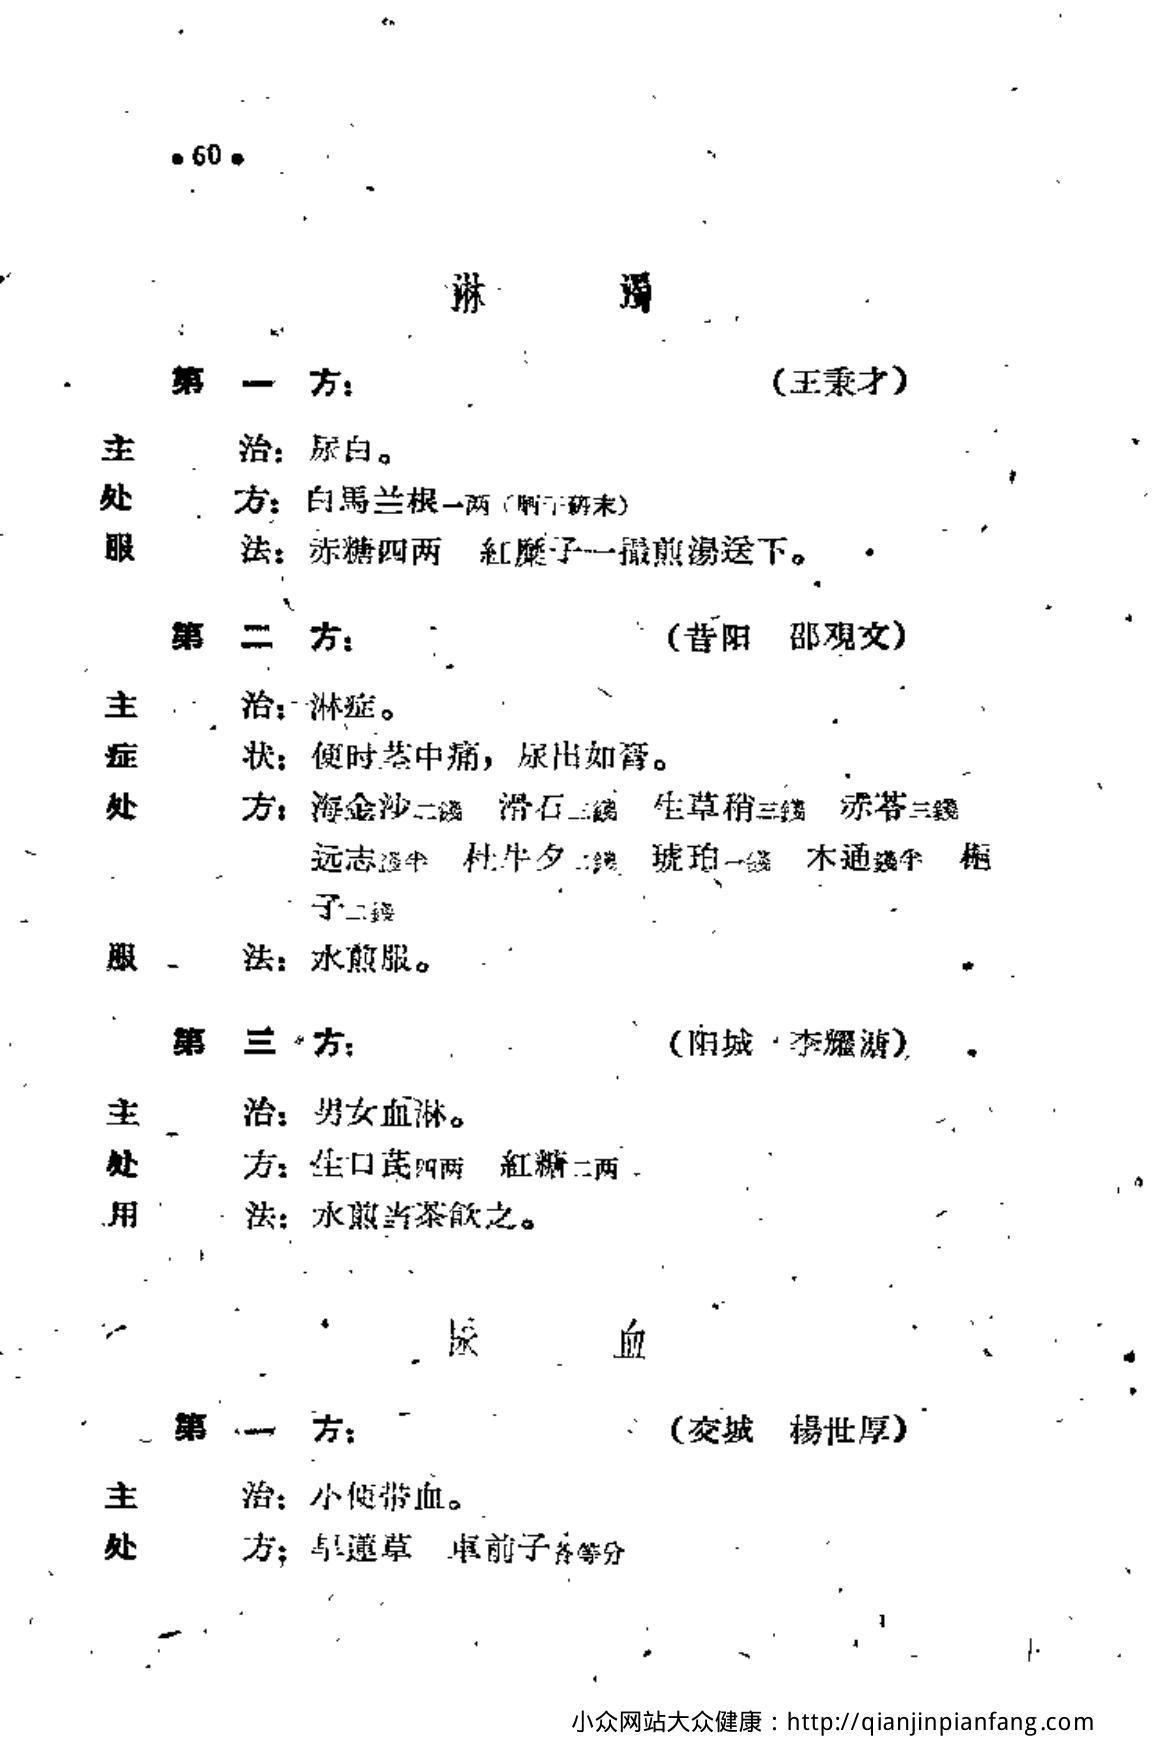 •60•
淋 濁
第一方： （王秉才）
主 治：尿白。
处 方：白馬兰根一两（晒干研末）
服 法：赤糖四两 紅糜子一撮煎湯送下。
第二方： （昔阳 邵观文）
主 治：淋症。
症 状：便时茎中痛，尿出如膏。
处 方：海金沙二錢 滑石三錢 生草稍三錢 赤苓三錢
远志錢半 杜牛夕二錢 琥珀一錢 木通錢半 梔
子二錢
服 法：水煎服。
第三方： （阳城 李耀溏）
主 治：男女血淋。
处 方：生口芪四两 紅糖二两
用 法：水煎当茶飲之。
尿 血
第一方： （交城 楊世厚）
主 治：小便带血。
处 方：旱蓮草 車前子各等分
小众网站大众健康：http://qianjinpianfang.com